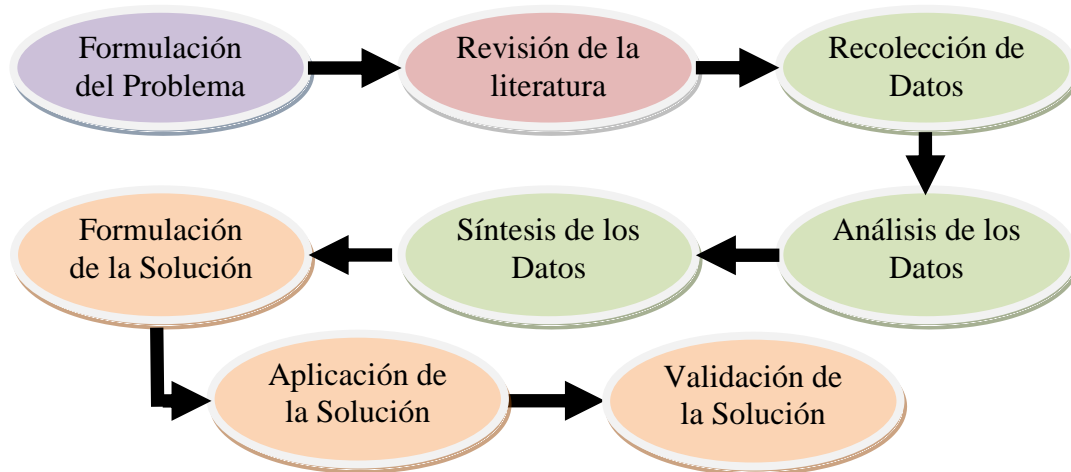 Formulación
del Problema
Revisión de la
literatura
Recolección de
Datos
Análisis de los
Datos
Síntesis de los
Datos
Formulación
de la Solución
Aplicación de
la Solución
Validación de
la Solución